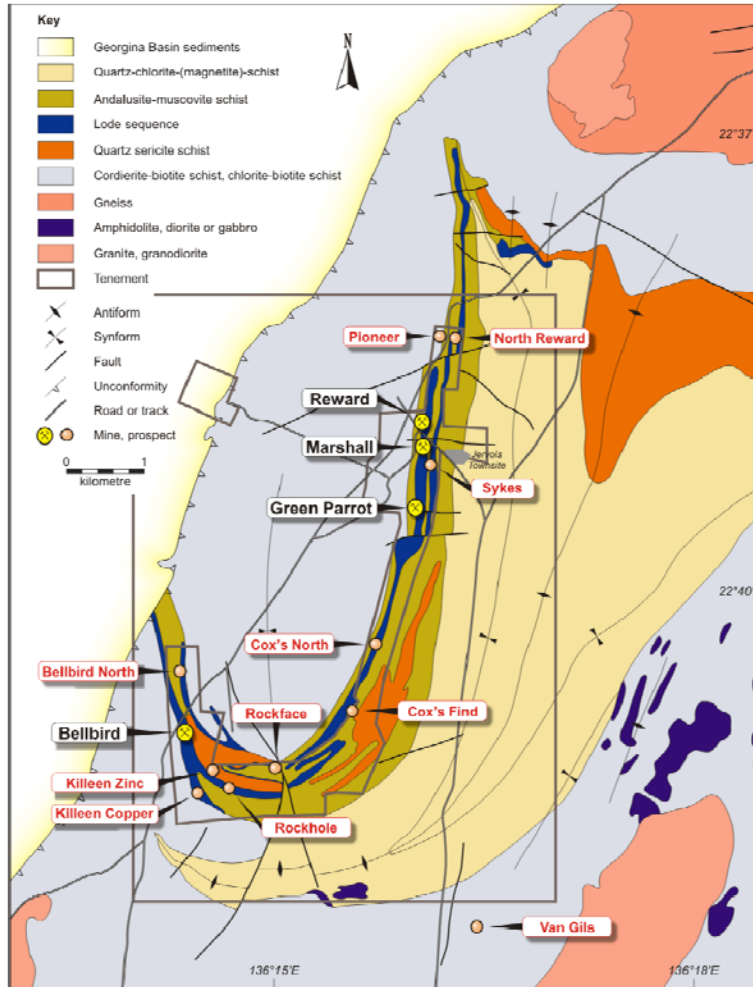 Key
Georgina Basin sediments
Quartz-chlorite-(magnetite)-schist
Andalusite-muscovite schist
Lode sequence
Quartz sericite schist
Cordierite-biotite schist, chlorite-biotite schist
Gneiss
Amphidolite, diorite or gabbro
Granite, granodiorite
Tenement
Antiform
Synform
Fault
Unconformity
Road or track
Mine, prospect
0 1
kilometre
N
22°37
Pioneer
North Reward
Reward
Marshall
Jervois
Townsite
Sykes
Green Parrot
22°40
Cox's North
Bellbird North
Cox's Find
Rockface
Bellbird
Killeen Zinc
Killeen Copper
Rockhole
Van Gils
136°15'E
136°18'E